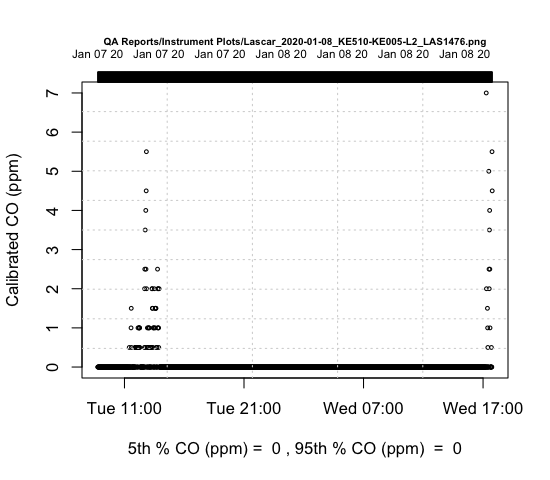 QA Reports/Instrument Plots/Lascar_2020-01-08_KE510-KE005-L2_LAS1476.png
Jan 07 20 Jan 07 20 Jan 07 20 Jan 07 20 Jan 08 20 Jan 08 20 Jan 08 20
7
6
5
4
3
2
1
0
Calibrated CO (ppm)
Tue 11:00 Tue 21:00 Wed 07:00 Wed 17:00
5th % CO (ppm) = 0 , 95th % CO (ppm) = 0